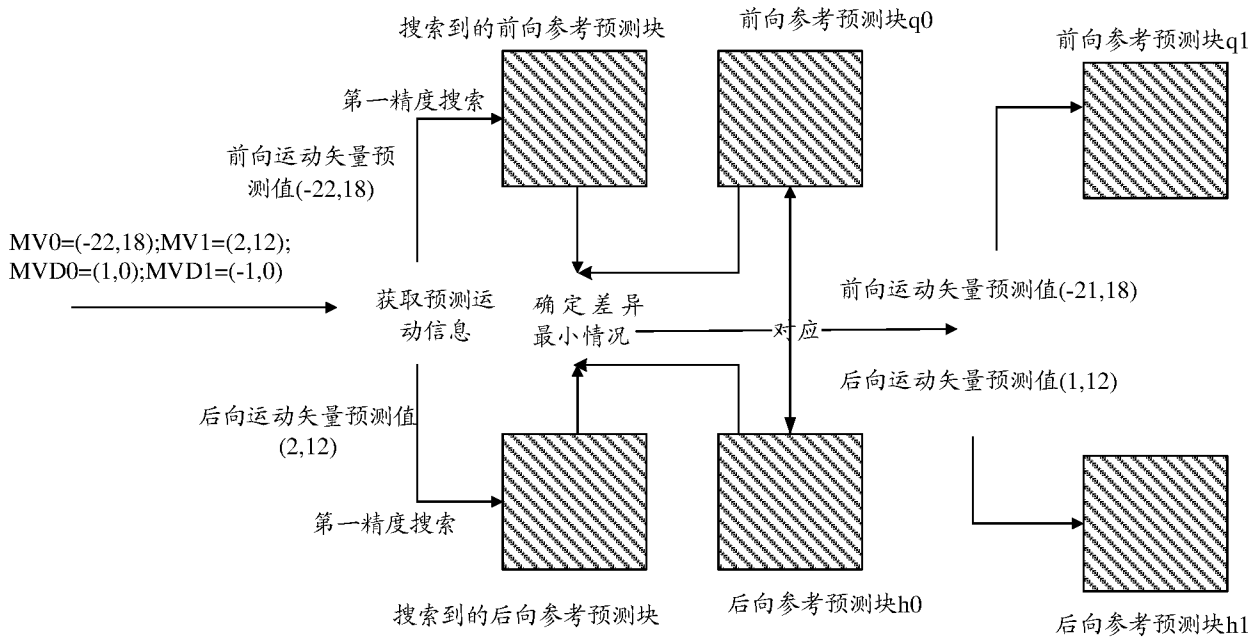 搜索到的前向参考预测块
前向参考预测块q0
前向参考预测块q1
第一精度搜索
前向运动矢量预
测值(-22,18)
MV0=(-22,18);MV1=(2,12);
MVD0=(1,0);MVD1=(-1,0)
获取预测运
动信息
确定差异
最小情况
对应
前向运动矢量预测值(-21,18)
后向运动矢量预测值(1,12)
后向运动矢量预测值
(2,12)
第一精度搜索
搜索到的后向参考预测块
后向参考预测块h0
后向参考预测块h1